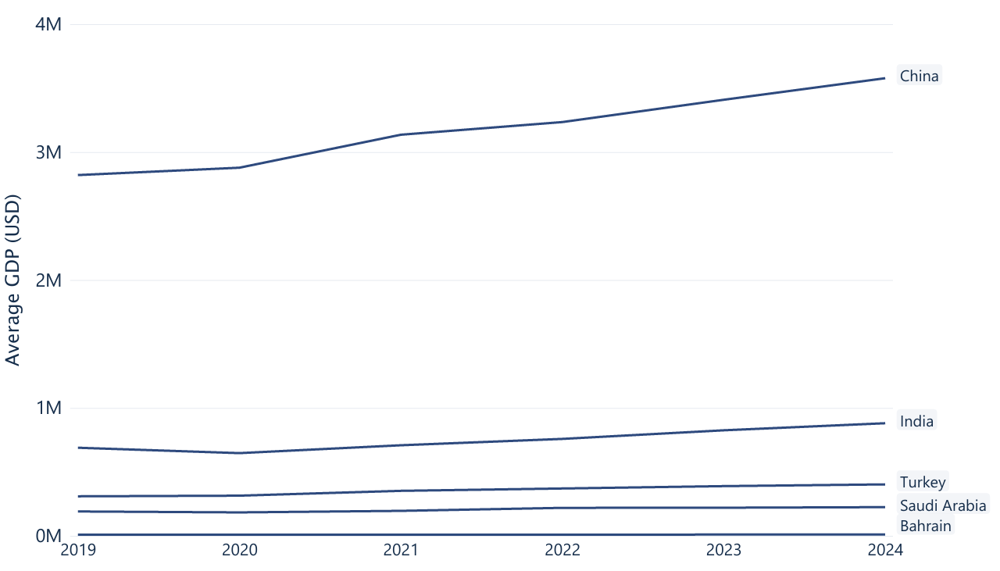 4M
3M
2M
1M
0M
Average GDP (USD)
China
India
Turkey
Saudi Arabia
Bahrain
2019 2020 2021 2022 2023 2024